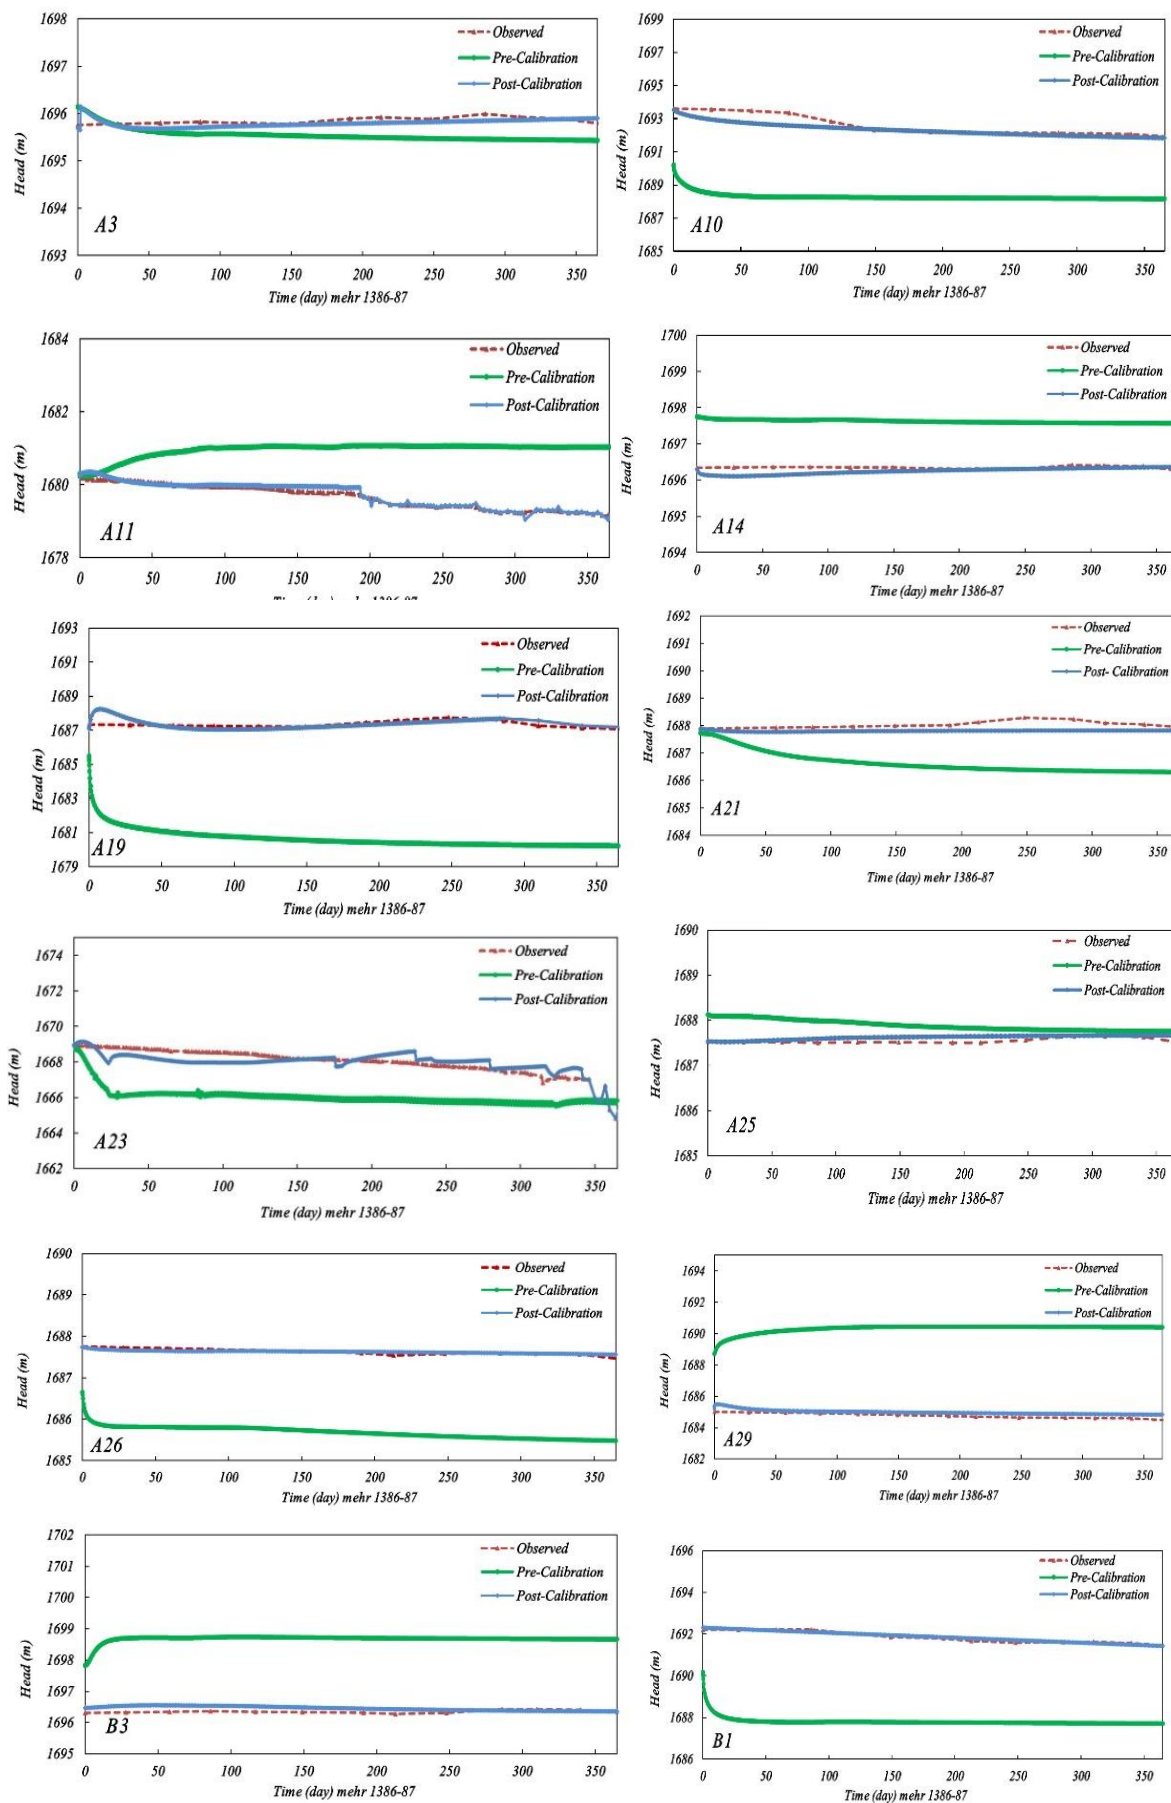 1698
1697
1696
1695
1694
1693
Head (m)
Observed
Pre-Calibration
Post-Calibration
A3
0 50 100 150 200 250 300 350
Time (day) mehr 1386-87
1699
1697
1695
1693
1691
1689
1687
1685
Head (m)
Observed
Pre-Calibration
Post-Calibration
A10
0 50 100 150 200 250 300 350
Time (day) mehr 1386-87
1684
1682
1680
1678
Head (m)
Observed
Pre-Calibration
Post-Calibration
A11
0 50 100 150 200 250 300 350
Time (day) mehr 1386-87
1700
1699
1698
1697
1696
1695
1694
Head (m)
Observed
Pre-Calibration
Post-Calibration
A14
0 50 100 150 200 250 300 350
Time (day) mehr 1386-87
1693
1691
1689
1687
1685
1683
1681
1679
Head (m)
Observed
Pre-Calibration
Post-Calibration
A19
0 50 100 150 200 250 300 350
Time (day) mehr 1386-87
1692
1691
1690
1689
1688
1687
1686
1685
1684
Head (m)
Observed
Pre-Calibration
Post- Calibration
A21
0 50 100 150 200 250 300 350
Time (day) mehr 1386-87
1674
1672
1670
1668
1666
1664
1662
Head (m)
Observed
Pre-Calibration
Post-Calibration
A23
0 50 100 150 200 250 300 350
Time (day) mehr 1386-87
1690
1689
1688
1687
1686
1685
Head (m)
Observed
Pre-Calibration
Post-Calibration
A25
0 50 100 150 200 250 300 350
Time (day) mehr 1386-87
1690
1689
1688
1687
1686
1685
Head (m)
Observed
Pre-Calibration
Post-Calibration
A26
0 50 100 150 200 250 300 350
Time (day) mehr 1386-87
1694
1692
1690
1688
1686
1684
1682
Head (m)
Observed
Pre-Calibration
Post-Calibration
A29
0 50 100 150 200 250 300 350
Time (day) mehr 1386-87
1702
1701
1700
1699
1698
1697
1696
1695
Head (m)
Observed
Pre-Calibration
Post-Calibration
B3
0 50 100 150 200 250 300 350
Time (day) mehr 1386-87
1696
1694
1692
1690
1688
1686
Head (m)
Observed
Pre-Calibration
Post-Calibration
B1
0 50 100 150 200 250 300 350
Time (day) mehr 1386-87